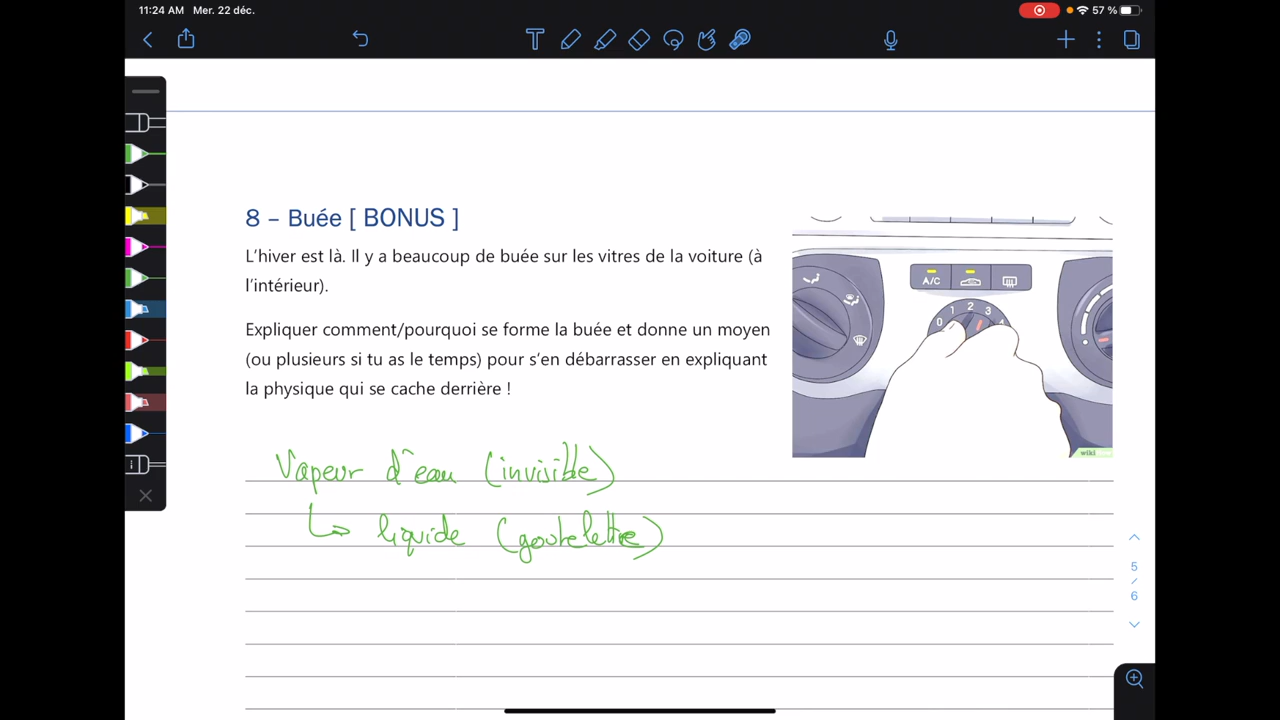 11:24 AM Mer. 22 déc.
57 %
8 – Buée [ BONUS ]
L'hiver est là. Il y a beaucoup de buée sur les vitres de la voiture (à
l'intérieur).
Expliquer comment/pourquoi se forme la buée et donne un moyen
(ou plusieurs si tu as le temps) pour s'en débarrasser en expliquant
la physique qui se cache derrière !
A/C
0 1 2 3 4
wiki
Vapeur d'eau (invisible)
↳ liquide (goutelette)
5
/
6